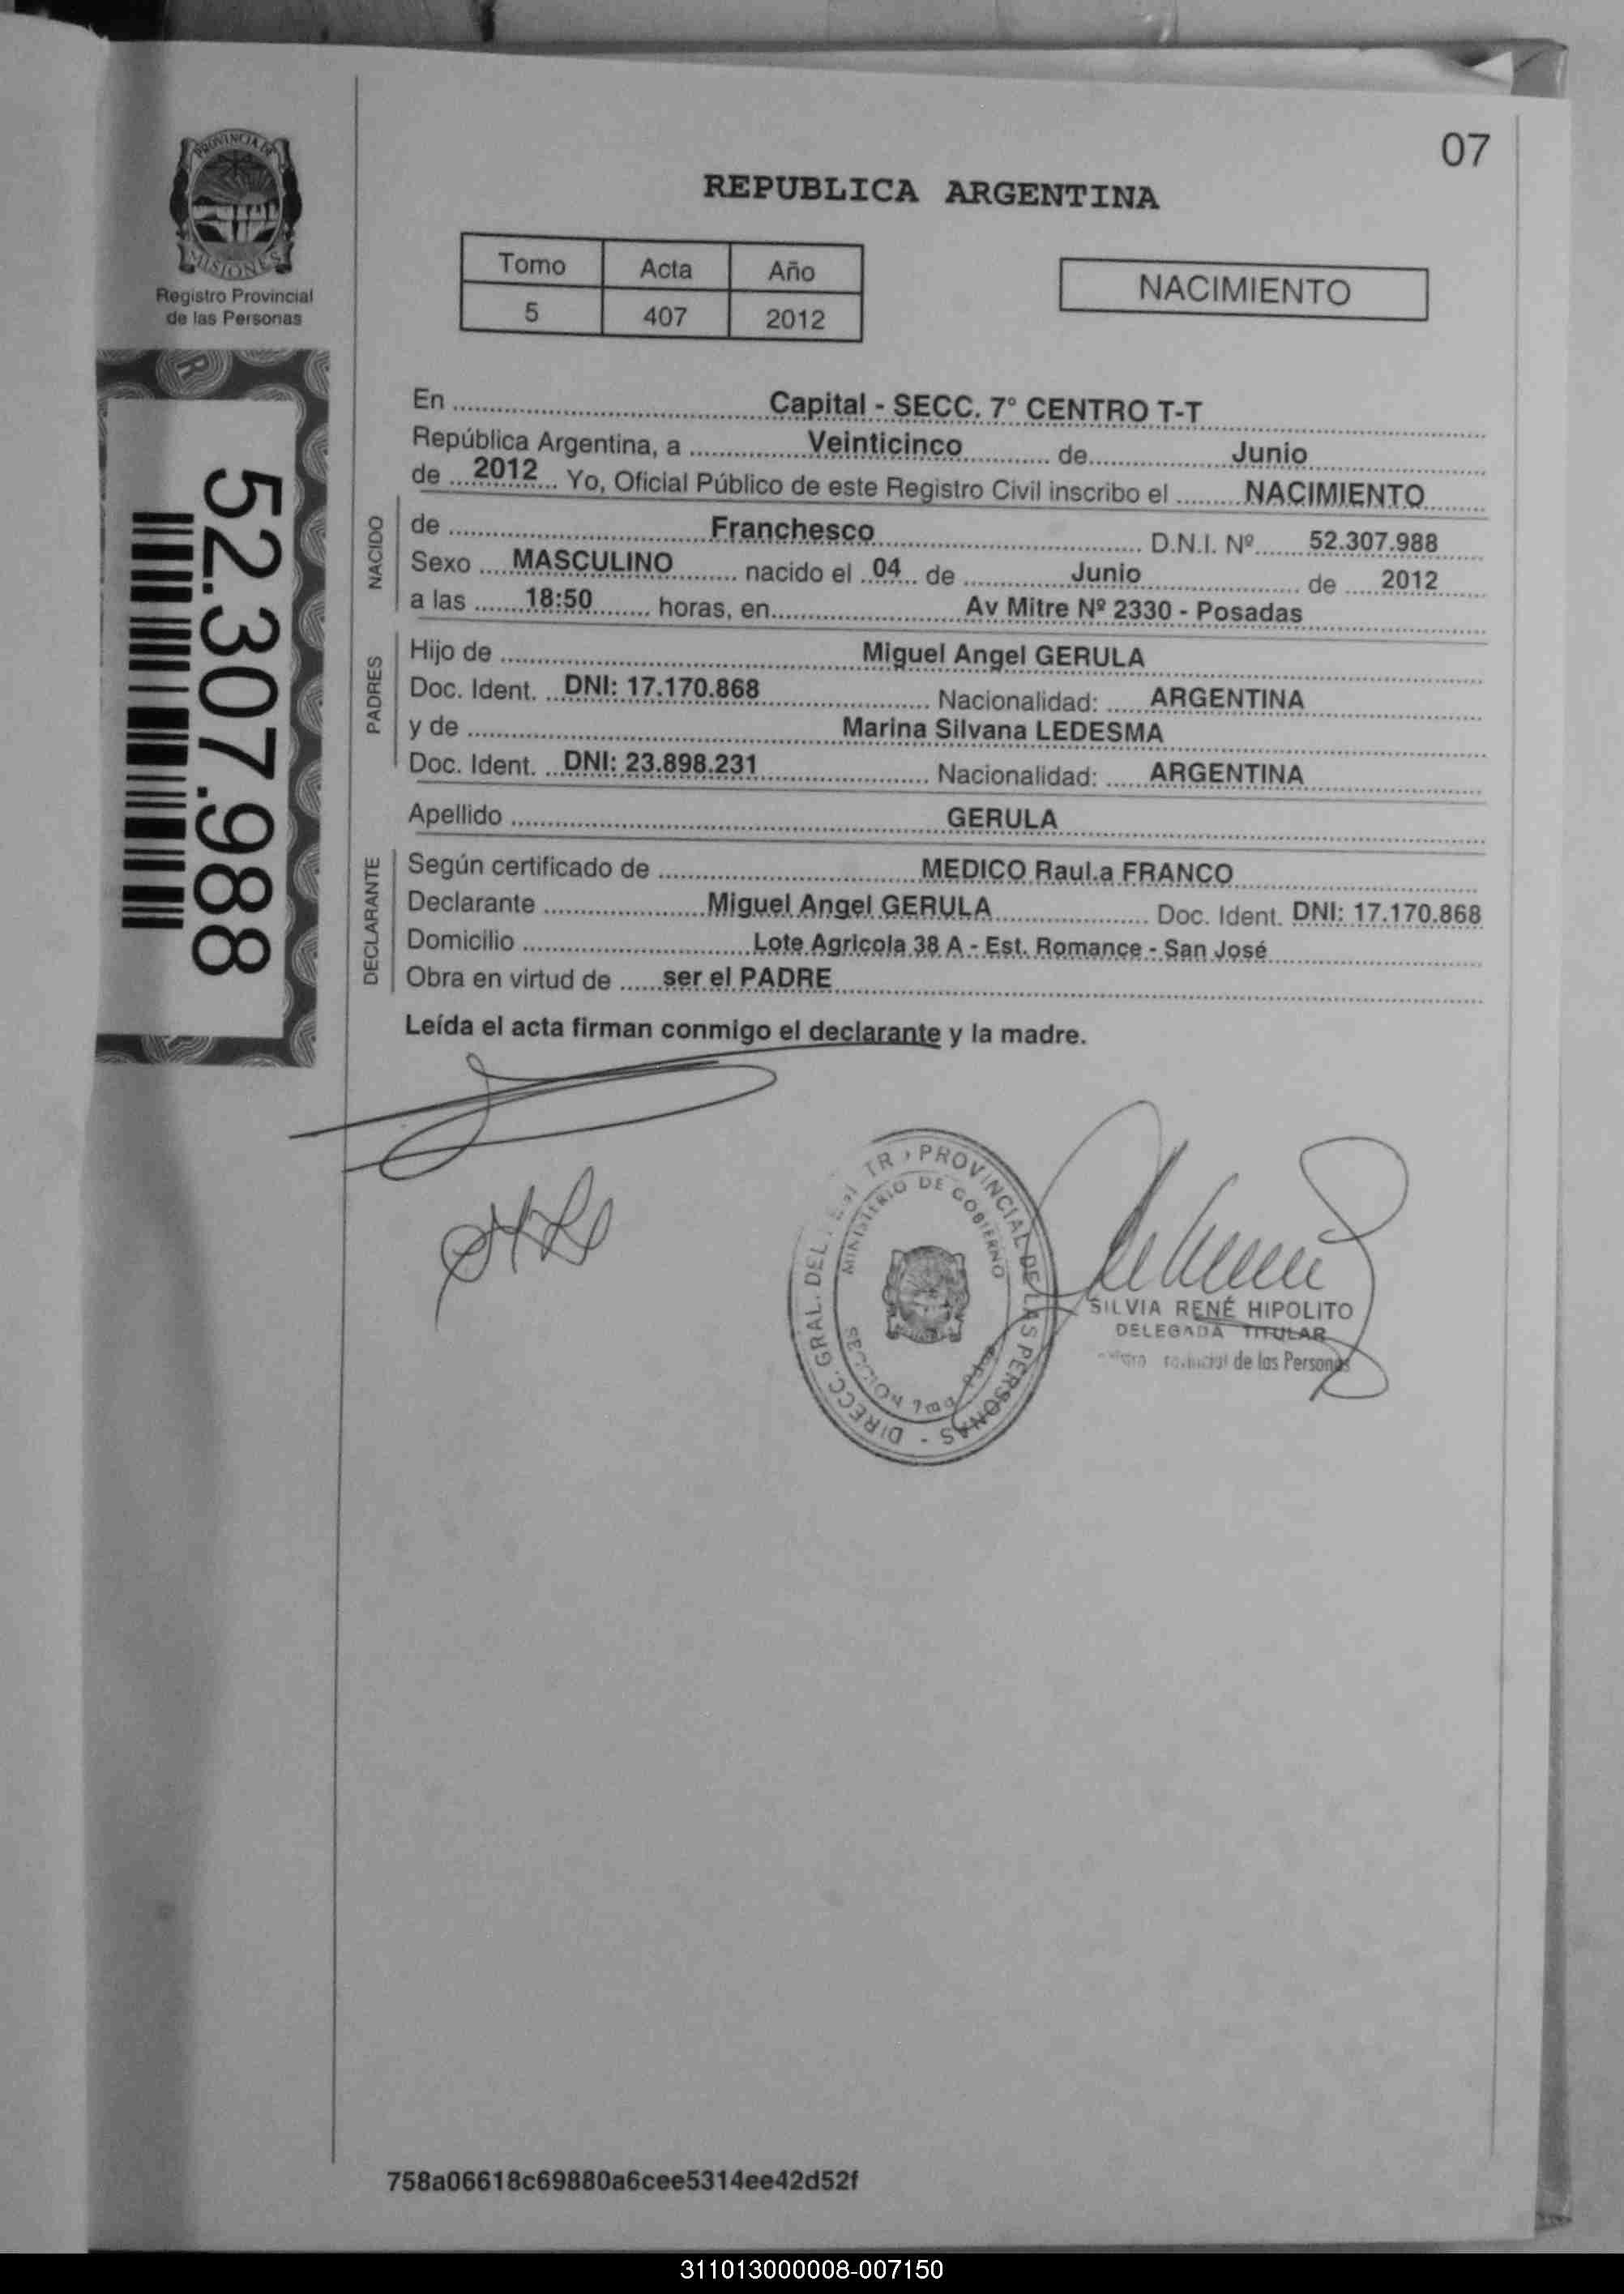 07
PROVINCIA DE
MISIONES
Registro Provincial
de las Personas
REPUBLICA ARGENTINA
Tomo Acta Año
5 407 2012
NACIMIENTO
52.307.988
En Capital - SECC. 7° CENTRO T-T
República Argentina, a Veinticinco de Junio
de 2012 Yo, Oficial Público de este Registro Civil inscribo el NACIMIENTO
NACIDO
de Franchesco D.N.I. Nº 52.307.988
Sexo MASCULINO nacido el 04 de Junio de 2012
a las 18:50 horas, en Av Mitre Nº 2330 - Posadas
PADRES
Hijo de Miguel Angel GERULA
Doc. Ident. DNI: 17.170.868 Nacionalidad: ARGENTINA
y de Marina Silvana LEDESMA
Doc. Ident. DNI: 23.898.231 Nacionalidad: ARGENTINA
Apellido GERULA
DECLARANTE
Según certificado de MEDICO Raul.a FRANCO
Declarante Miguel Angel GERULA Doc. Ident. DNI: 17.170.868
Domicilio Lote Agricola 38 A - Est. Romance - San José
Obra en virtud de ser el PADRE
Leída el acta firman conmigo el declarante y la madre.
DIRECC. GRAL. DEL PROVINCIAL DE LAS PERSONAS -
MINISTERIO DE GOBIERNO
SECCION 7ma
SILVIA RENÉ HIPOLITO
DELEGADA TITULAR
de las Personas
758a06618c69880a6cee5314ee42d52f
311013000008-007150